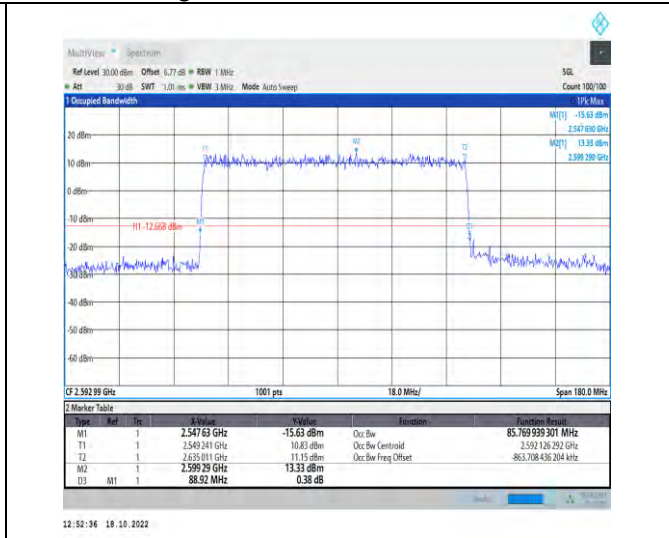 MultiView Spectrum
Ref Level 30.00 dBm Offset 6.77 dB RBW 1 MHz SGL
Att 30 dB SWT 1.01 ms VBW 3 MHz Mode Auto Sweep Count 100/100
1 Occupied Bandwidth 1Pk Max
M1[1] -15.63 dBm
2.547 630 GHz
M2[1] 13.33 dBm
2.599 290 GHz
20 dBm
T1 M2 T2
10 dBm
0 dBm
-10 dBm
H1 -12.668 dBm M1
-20 dBm
-30 dBm
-40 dBm
-50 dBm
-60 dBm
CF 2.592 99 GHz 1001 pts 18.0 MHz/ Span 180.0 MHz
2 Marker Table
Type Ref Trc X-Value Y-Value Function Function Result
M1 1 2.547 63 GHz -15.63 dBm Occ Bw 85.769 939 301 MHz
T1 1 2.549 241 GHz 10.83 dBm Occ Bw Centroid 2.592 126 292 GHz
T2 1 2.635 011 GHz 11.15 dBm Occ Bw Freq Offset -863.708 436 204 kHz
M2 1 2.599 29 GHz 13.33 dBm
D3 M1 1 88.92 MHz 0.38 dB
12:52:36 18.10.2022